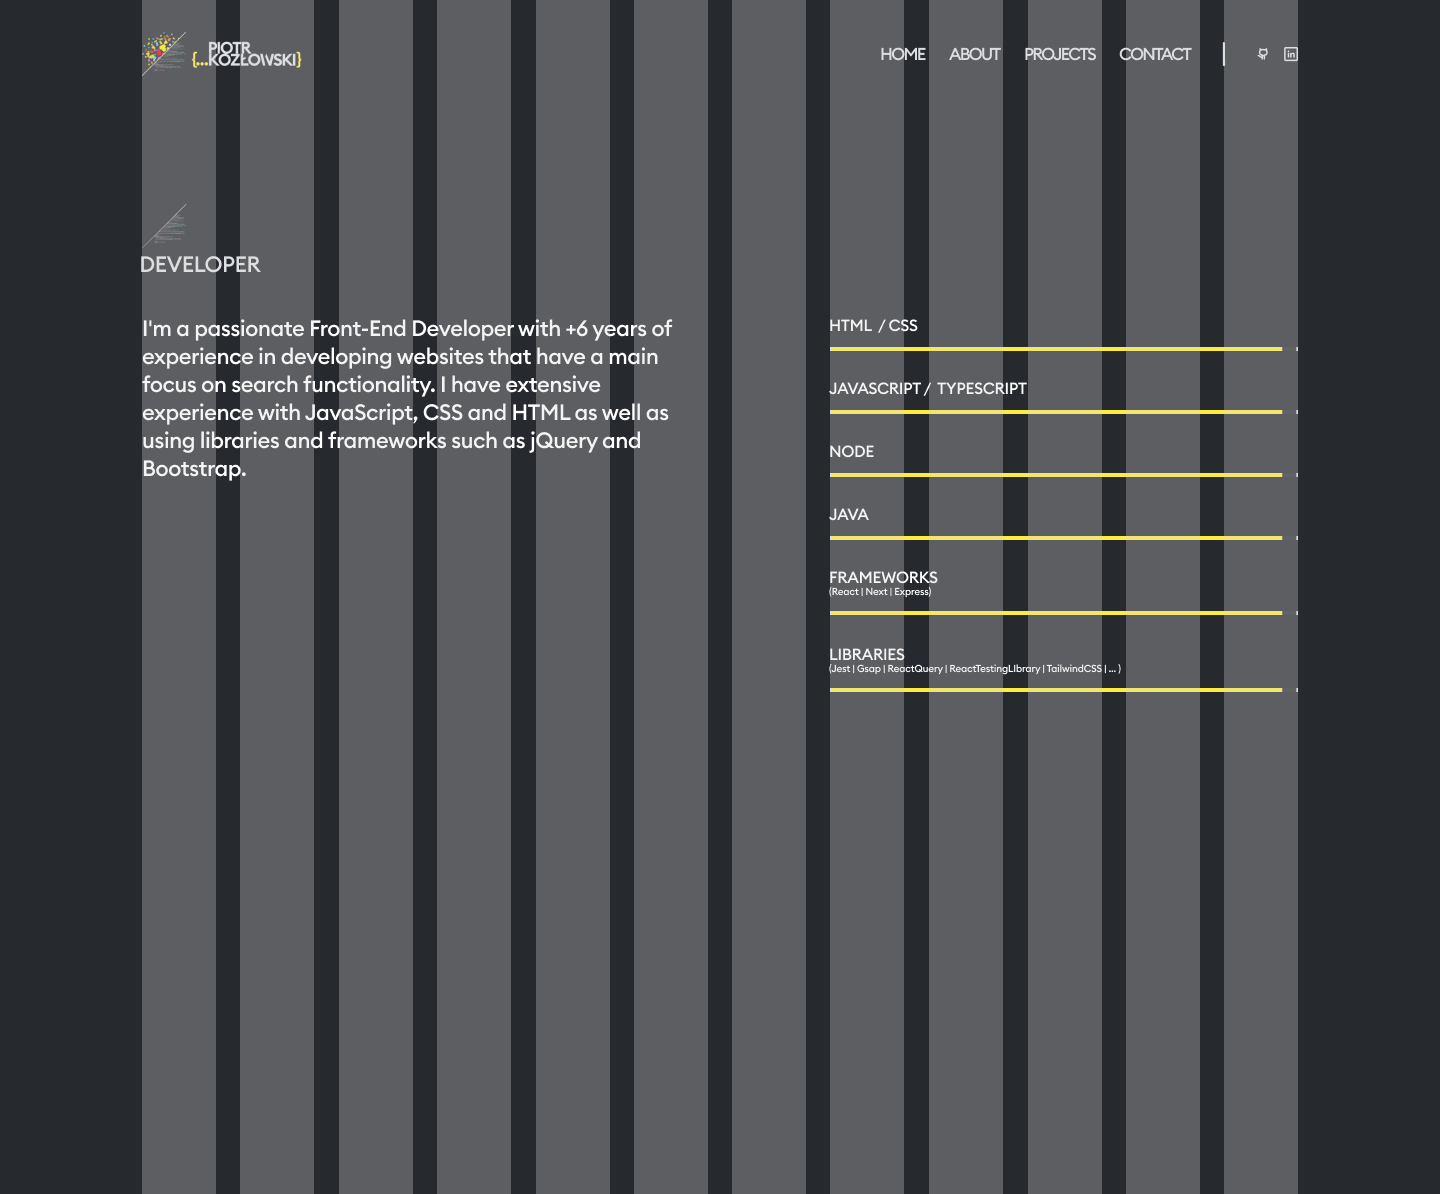 PIOTR
{...KOZŁOWSKI}
HOME ABOUT PROJECTS CONTACT
DEVELOPER
I'm a passionate Front-End Developer with +6 years of
experience in developing websites that have a main
focus on search functionality. I have extensive
experience with JavaScript, CSS and HTML as well as
using libraries and frameworks such as jQuery and
Bootstrap.
HTML / CSS
JAVASCRIPT / TYPESCRIPT
NODE
JAVA
FRAMEWORKS
(React | Next | Express)
LIBRARIES
(Jest | Gsap | ReactQuery | ReactTestingLIbrary | TailwindCSS | ... )